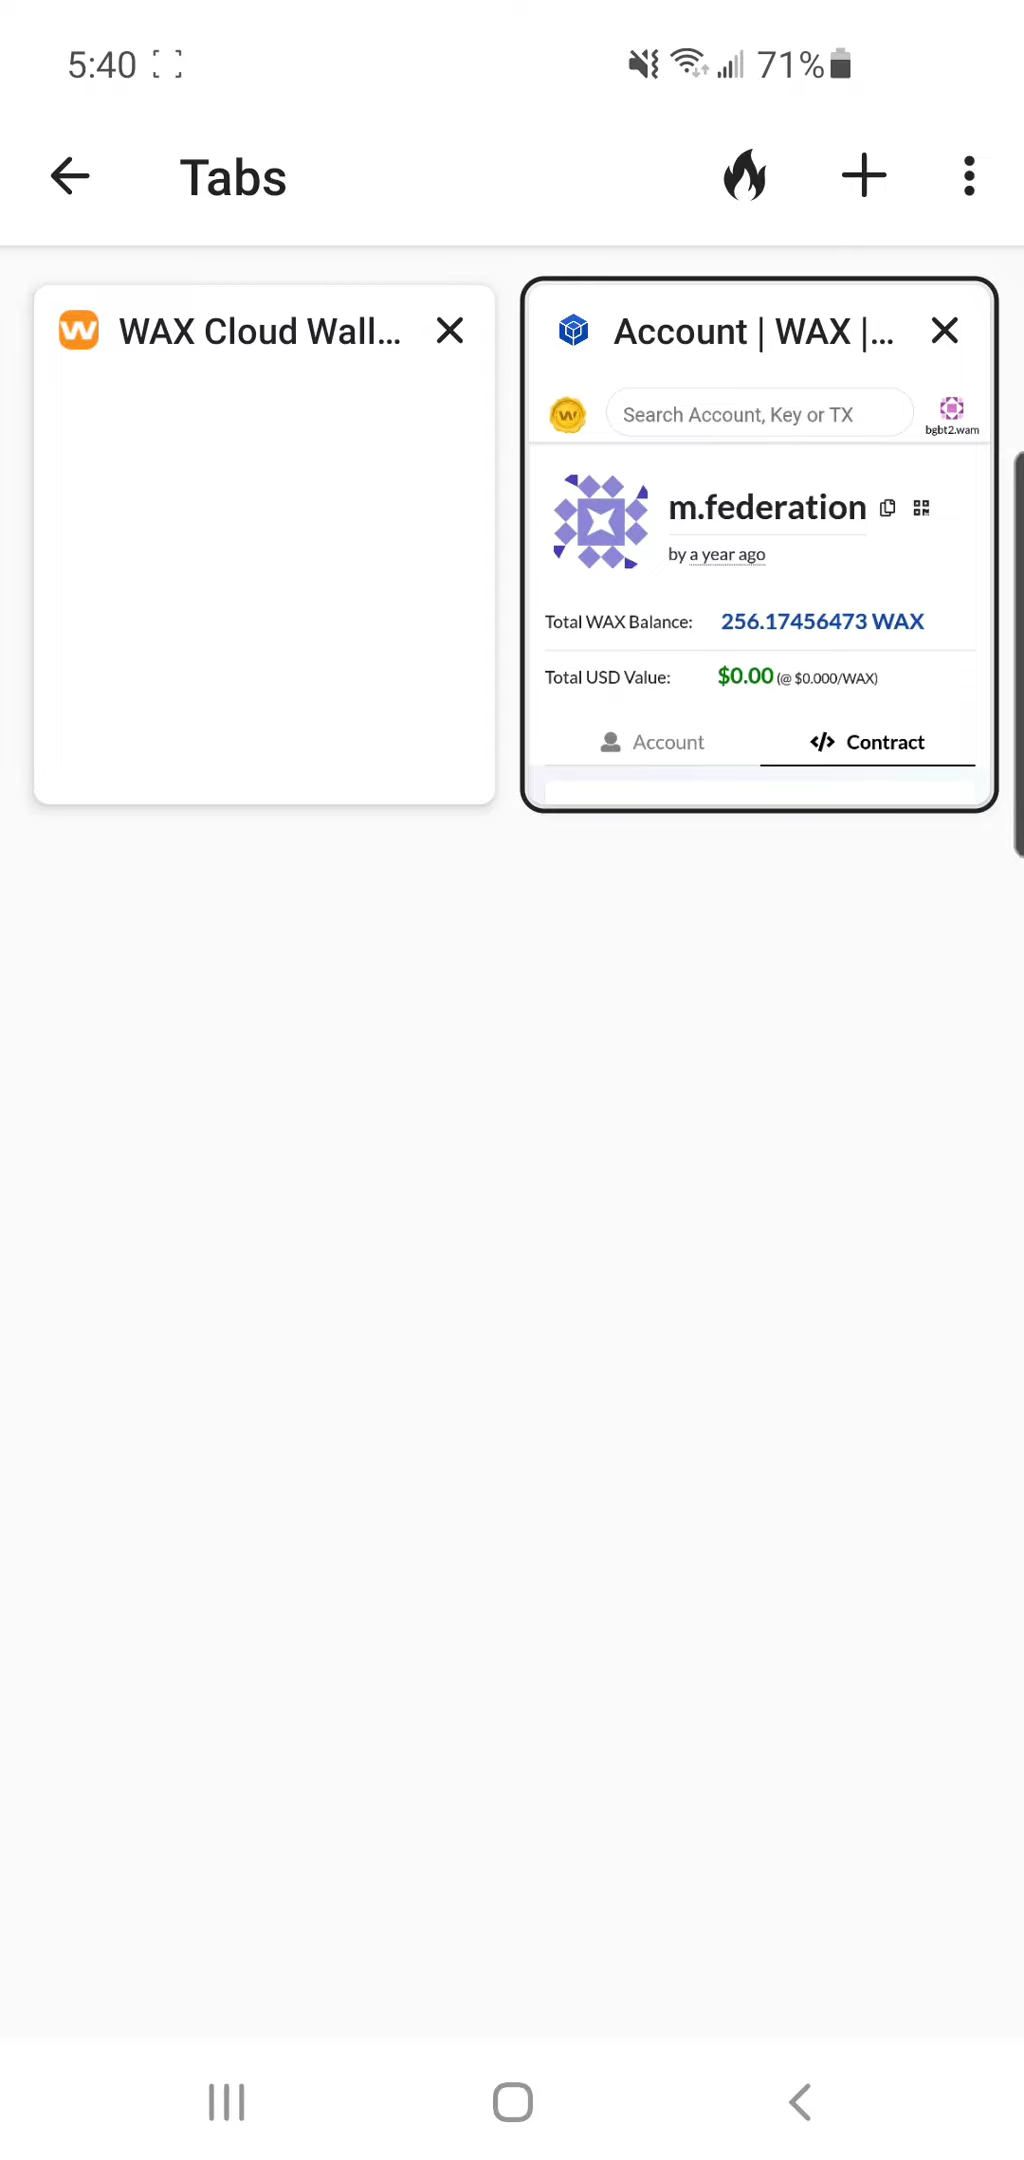 5:40
71%
Tabs
WAX Cloud Wall...
Account | WAX |...
Search Account, Key or TX
bgbt2.wam
m.federation
by a year ago
Total WAX Balance: 256.17456473 WAX
Total USD Value: $0.00 (@ $0.000/WAX)
Account
Contract